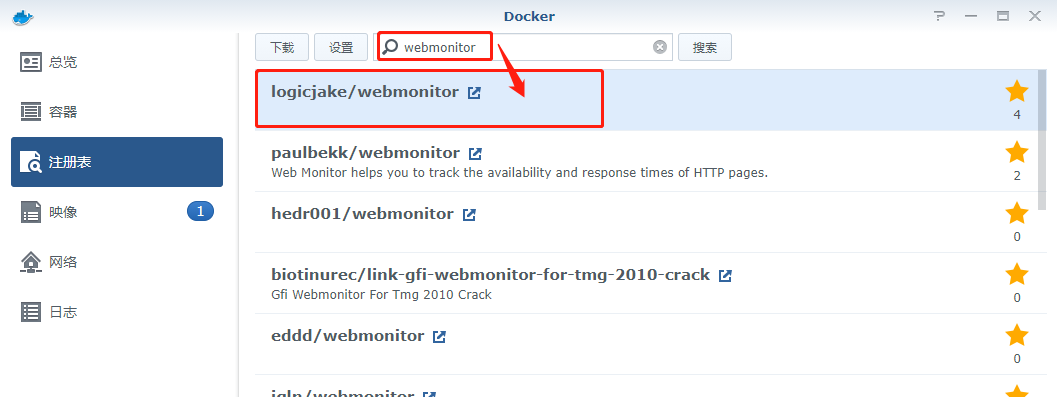 Docker
总览
容器
注册表
映像
1
网络
日志
下载
设置
webmonitor
搜索
logicjake/webmonitor
4
paulbekk/webmonitor
Web Monitor helps you to track the availability and response times of HTTP pages.
2
hedr001/webmonitor
0
biotinurec/link-gfi-webmonitor-for-tmg-2010-crack
Gfi Webmonitor For Tmg 2010 Crack
0
eddd/webmonitor
0